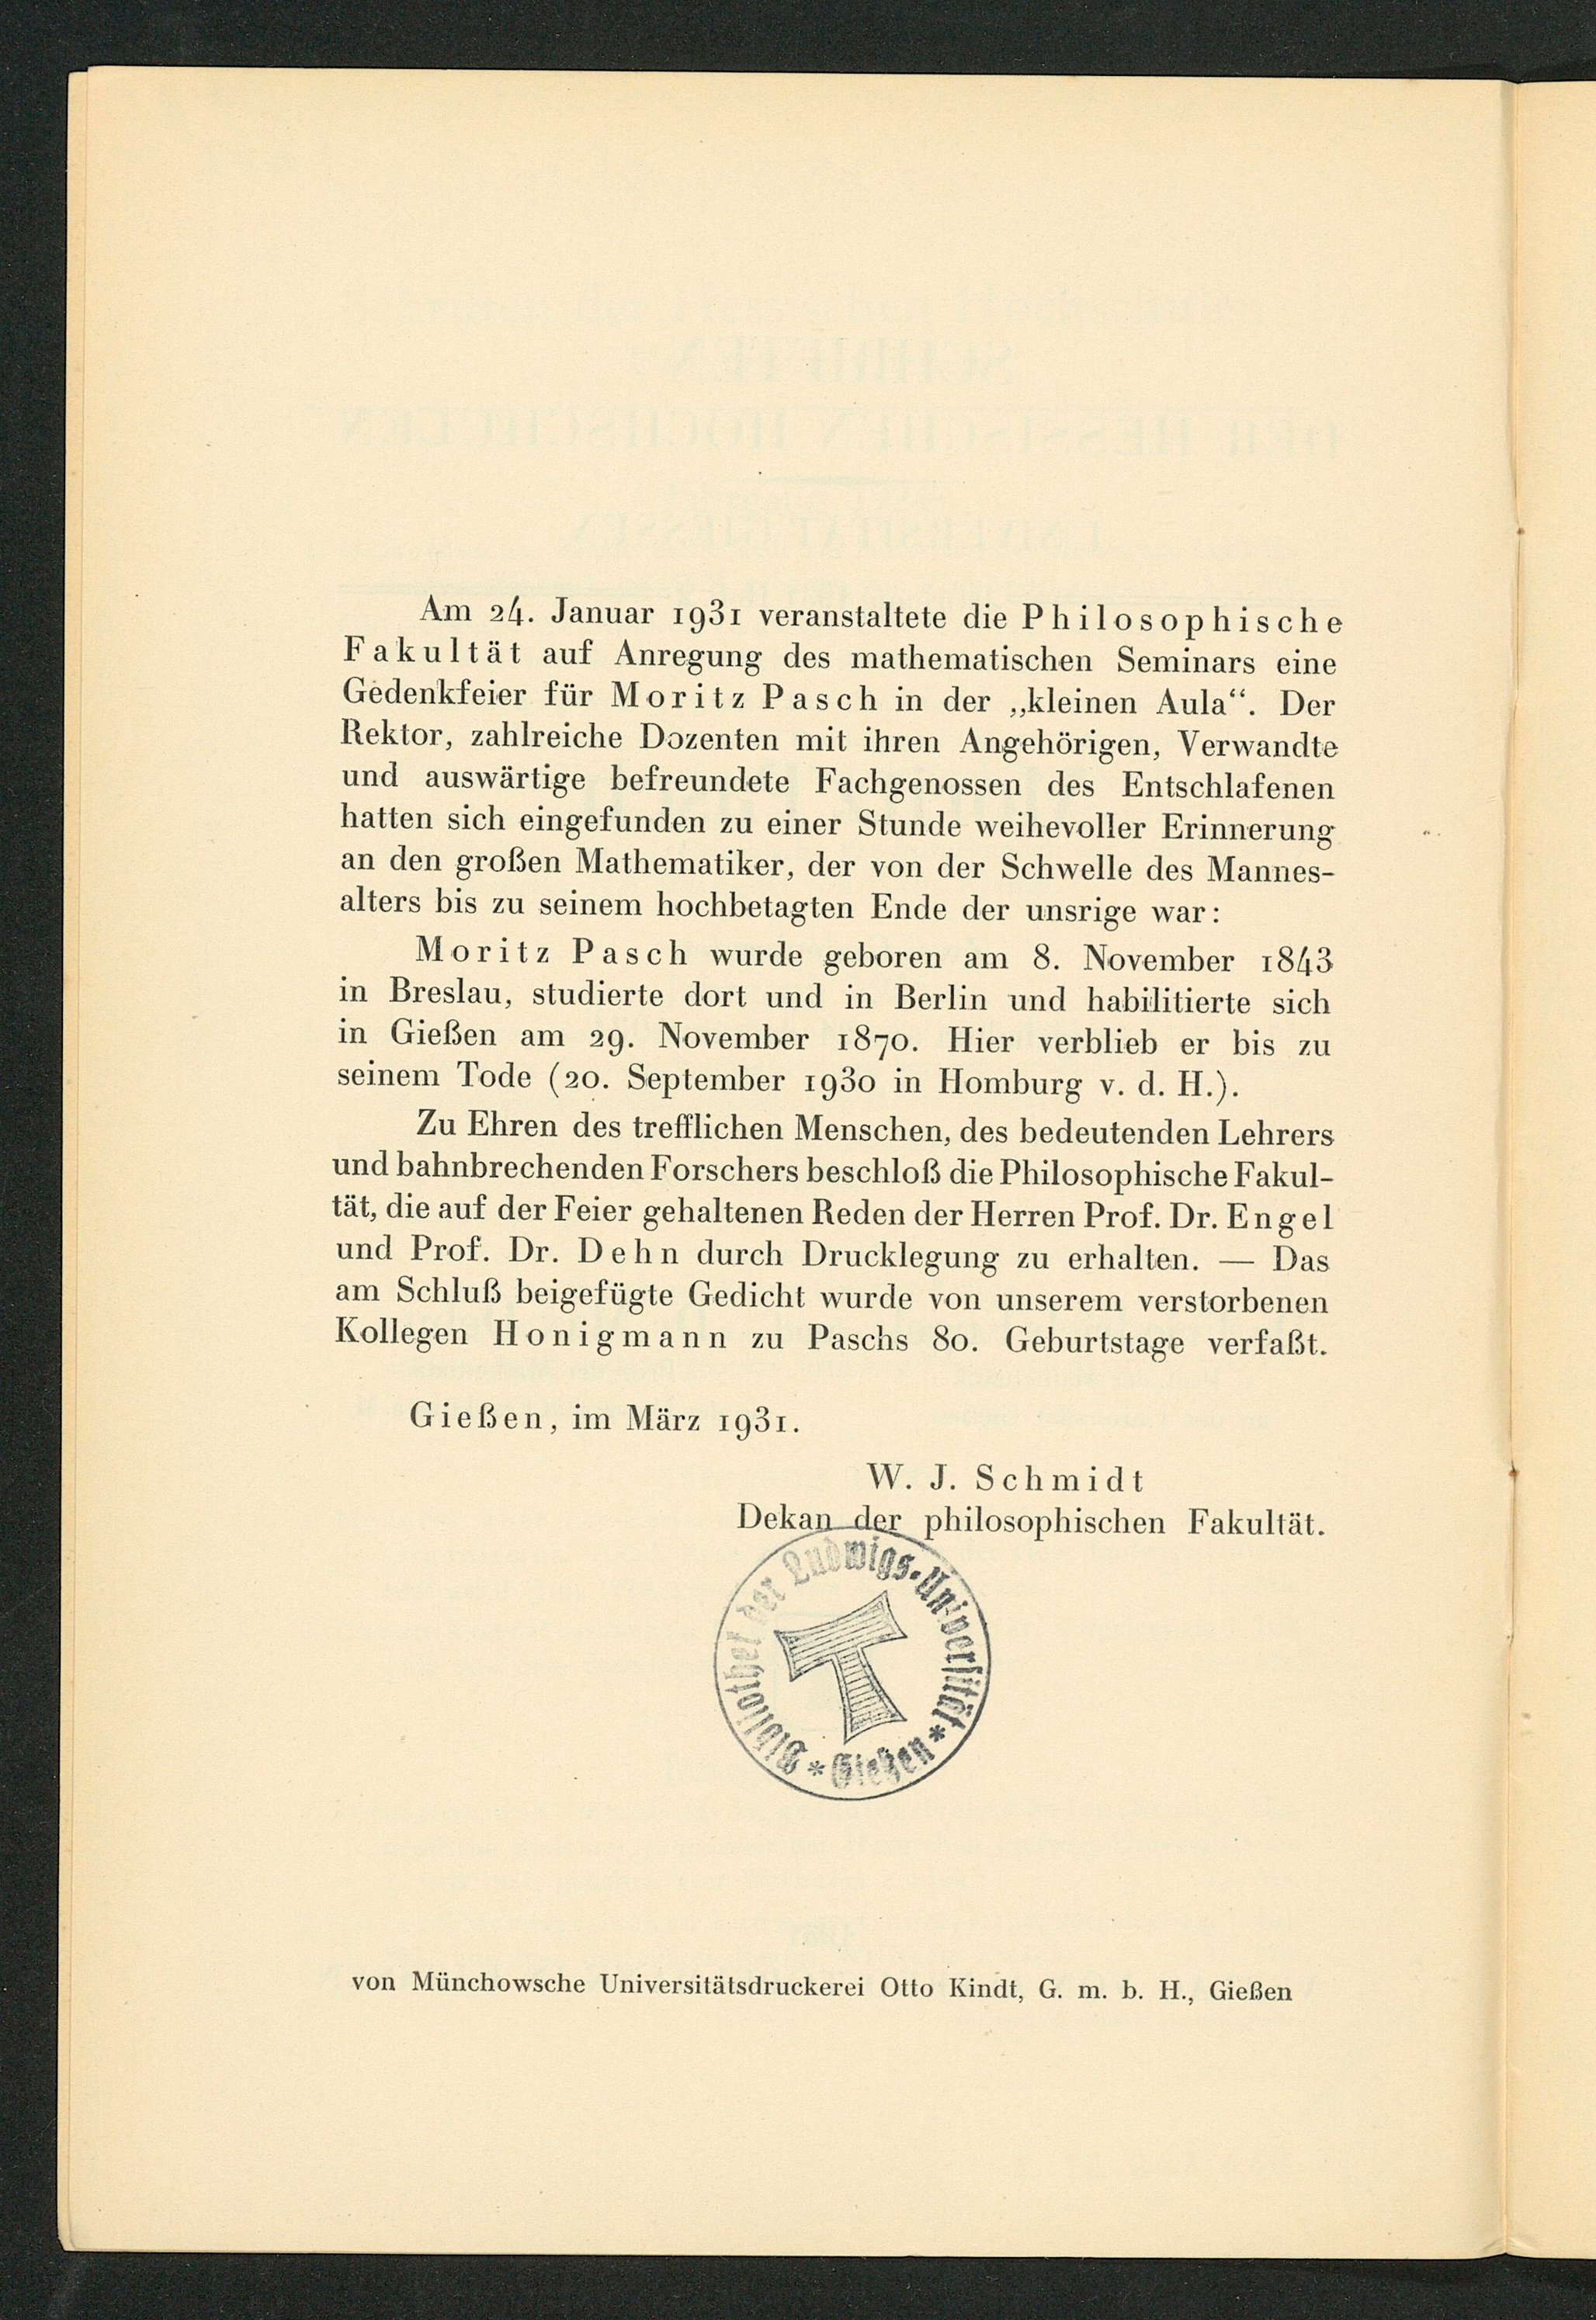 Am 24. Januar 1931 veranstaltete die Philosophische
Fakultät auf Anregung des mathematischen Seminars eine
Gedenkfeier für Moritz Pasch in der „kleinen Aula“. Der
Rektor, zahlreiche Dozenten mit ihren Angehörigen, Verwandte
und auswärtige befreundete Fachgenossen des Entschlafenen
hatten sich eingefunden zu einer Stunde weihevoller Erinnerung
an den großen Mathematiker, der von der Schwelle des Mannes-
alters bis zu seinem hochbetagten Ende der unsrige war:
Moritz Pasch wurde geboren am 8. November 1843
in Breslau, studierte dort und in Berlin und habilitierte sich
in Gießen am 29. November 1870. Hier verblieb er bis zu
seinem Tode (20. September 1930 in Homburg v. d. H.).
Zu Ehren des trefflichen Menschen, des bedeutenden Lehrers
und bahnbrechenden Forschers beschloß die Philosophische Fakul-
tät, die auf der Feier gehaltenen Reden der Herren Prof. Dr. Engel
und Prof. Dr. Dehn durch Drucklegung zu erhalten. — Das
am Schluß beigefügte Gedicht wurde von unserem verstorbenen
Kollegen Honigmann zu Paschs 80. Geburtstage verfaßt.
Gießen, im März 1931.
W. J. Schmidt
Dekan der philosophischen Fakultät.
Bibliothek der Ludwigs-Universität * Gießen *
von Münchowsche Universitätsdruckerei Otto Kindt, G. m. b. H., Gießen